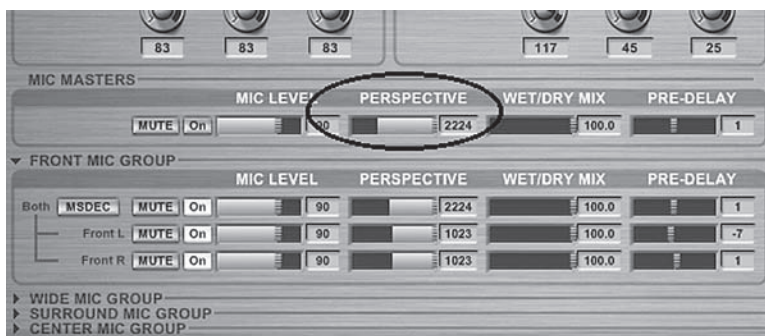 83 83 83 117 45 25
MIC MASTERS
MIC LEVEL PERSPECTIVE WET/DRY MIX PRE-DELAY
MUTE On 90 2224 100.0 1
FRONT MIC GROUP
MIC LEVEL PERSPECTIVE WET/DRY MIX PRE-DELAY
Both MSDEC MUTE On 90 2224 100.0 1
Front L MUTE On 90 1023 100.0 -7
Front R MUTE On 90 1023 100.0 1
WIDE MIC GROUP
SURROUND MIC GROUP
CENTER MIC GROUP